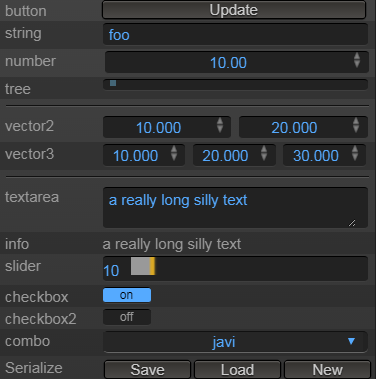 button Update
string foo
number 10.00
tree
vector2 10.000 20.000
vector3 10.000 20.000 30.000
textarea a really long silly text
info a really long silly text
slider 10
checkbox on
checkbox2 off
combo javi
Serialize Save Load New